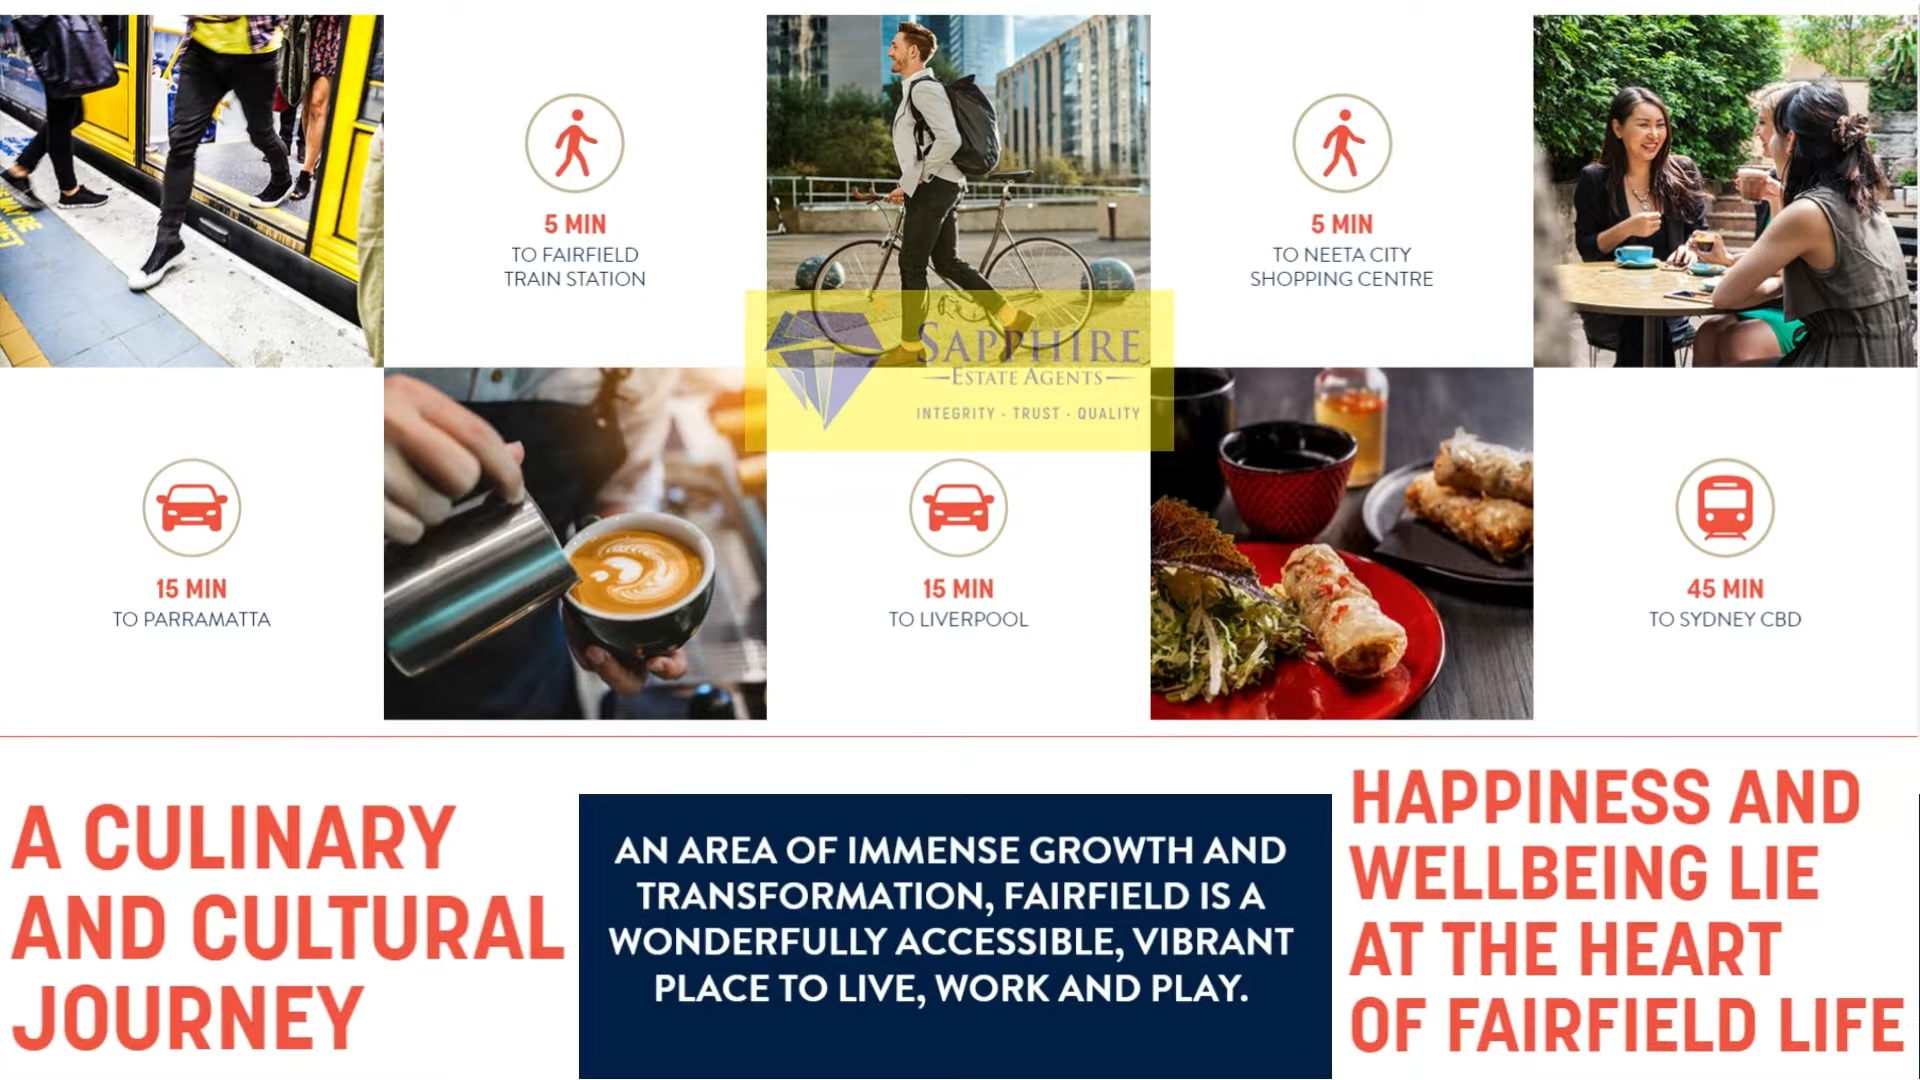 5 MIN
TO FAIRFIELD
TRAIN STATION
5 MIN
TO NEETA CITY
SHOPPING CENTRE
SAPPHIRE
ESTATE AGENTS
INTEGRITY · TRUST · QUALITY
15 MIN
TO PARRAMATTA
15 MIN
TO LIVERPOOL
45 MIN
TO SYDNEY CBD
A CULINARY
AND CULTURAL
JOURNEY
AN AREA OF IMMENSE GROWTH AND
TRANSFORMATION, FAIRFIELD IS A
WONDERFULLY ACCESSIBLE, VIBRANT
PLACE TO LIVE, WORK AND PLAY.
HAPPINESS AND
WELLBEING LIE
AT THE HEART
OF FAIRFIELD LIFE